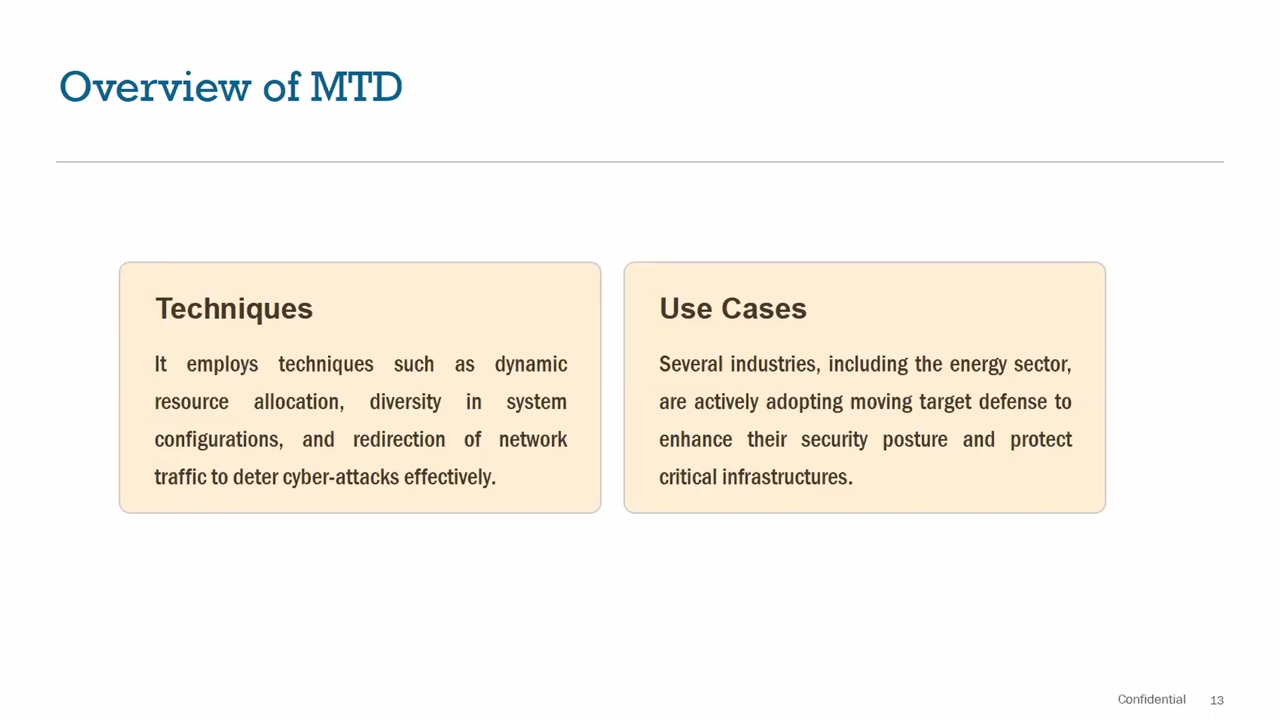 Overview of MTD
Techniques
It employs techniques such as dynamic
resource allocation, diversity in system
configurations, and redirection of network
traffic to deter cyber-attacks effectively.
Use Cases
Several industries, including the energy sector,
are actively adopting moving target defense to
enhance their security posture and protect
critical infrastructures.
Confidential 13